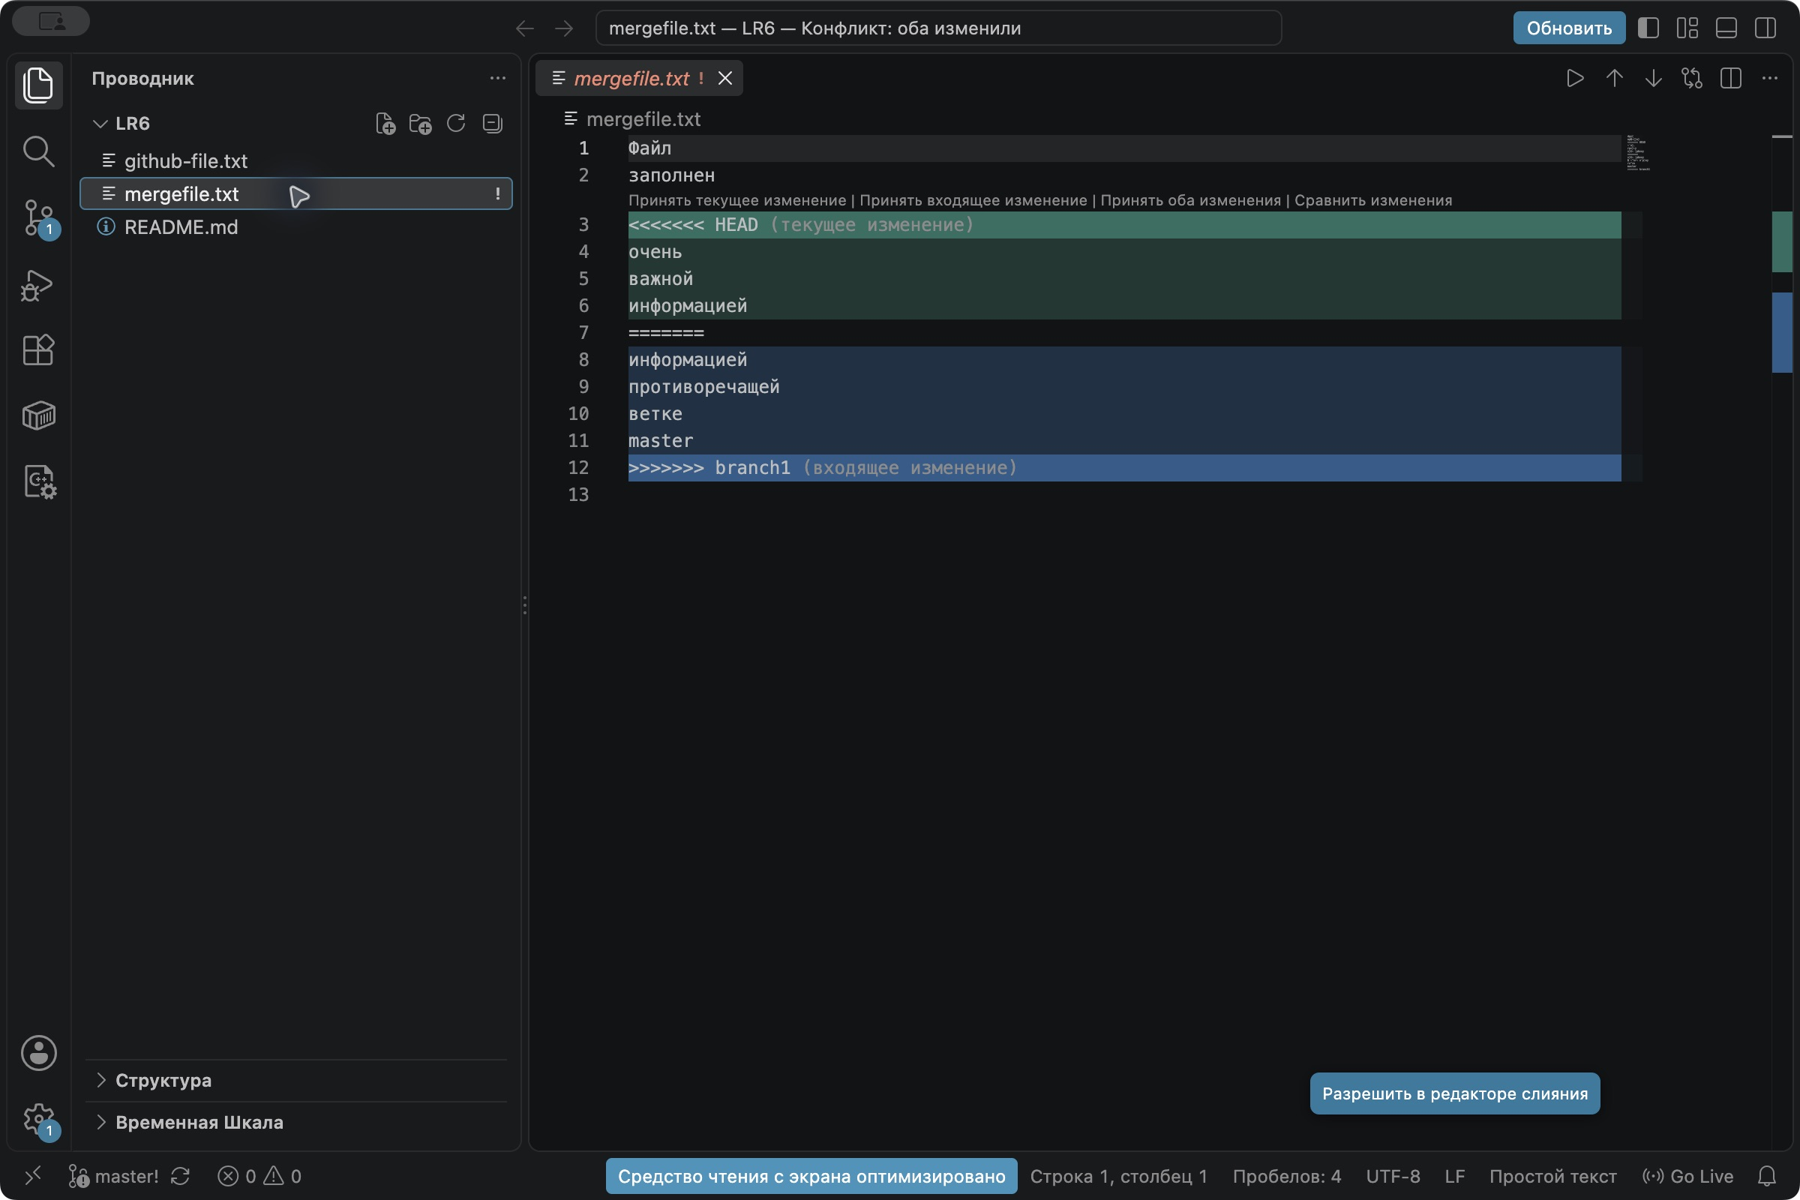 mergefile.txt — LR6 — Конфликт: оба изменили
Обновить
Проводник
LR6
github-file.txt
mergefile.txt !
README.md
1
Структура
Временная Шкала
1
mergefile.txt !
mergefile.txt
1 Файл
2 заполнен
Принять текущее изменение | Принять входящее изменение | Принять оба изменения | Сравнить изменения
3 <<<<<<< HEAD (текущее изменение)
4 очень
5 важной
6 информацией
7 =======
8 информацией
9 противоречащей
10 ветке
11 master
12 >>>>>>> branch1 (входящее изменение)
13
Разрешить в редакторе слияния
master! 0 0 Средство чтения с экрана оптимизировано Строка 1, столбец 1 Пробелов: 4 UTF-8 LF Простой текст Go Live